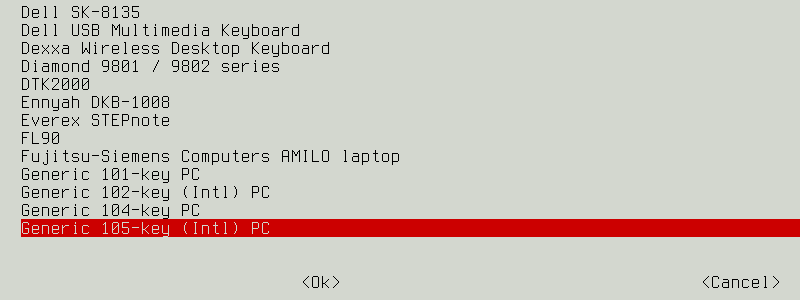 Dell SK-8135
Dell USB Multimedia Keyboard
Dexxa Wireless Desktop Keyboard
Diamond 9801 / 9802 series
DTK2000
Ennyah DKB-1008
Everex STEPnote
FL90
Fujitsu-Siemens Computers AMILO laptop
Generic 101-key PC
Generic 102-key (Intl) PC
Generic 104-key PC
Generic 105-key (Intl) PC
<Ok> <Cancel>